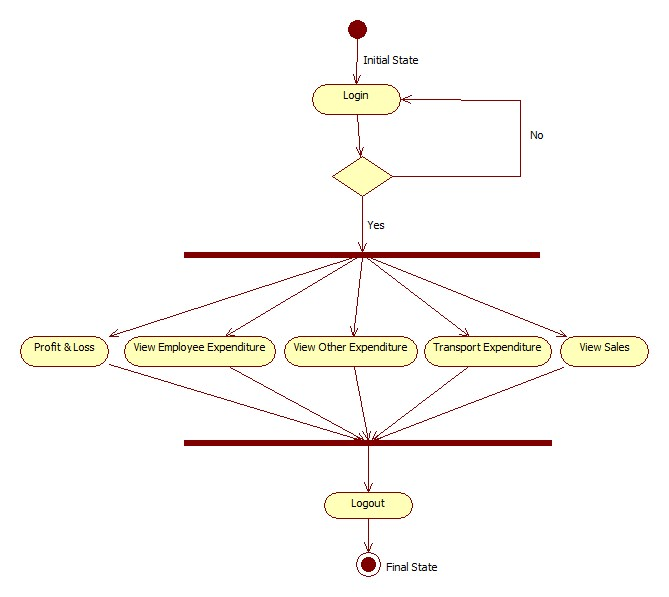 Initial State
Login
No
Yes
Profit & Loss
View Employee Expenditure
View Other Expenditure
Transport Expenditure
View Sales
Logout
Final State